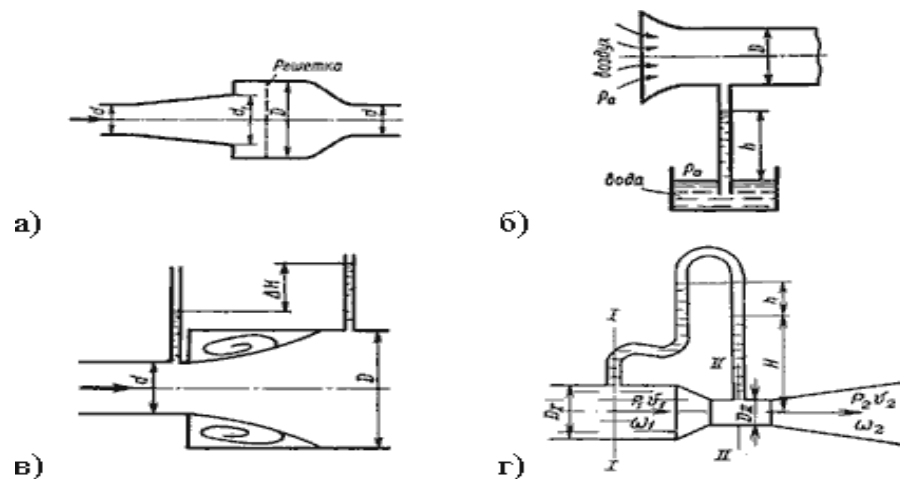 Решетка
d
d₁
D
d
а)
воздух
pₐ
D
h
pₐ
вода
б)
ΔH
d
D
в)
h
I
II
H
D₁
p₁ v₁
ω₁
D₂
p₂ v₂
ω₂
I
II
г)